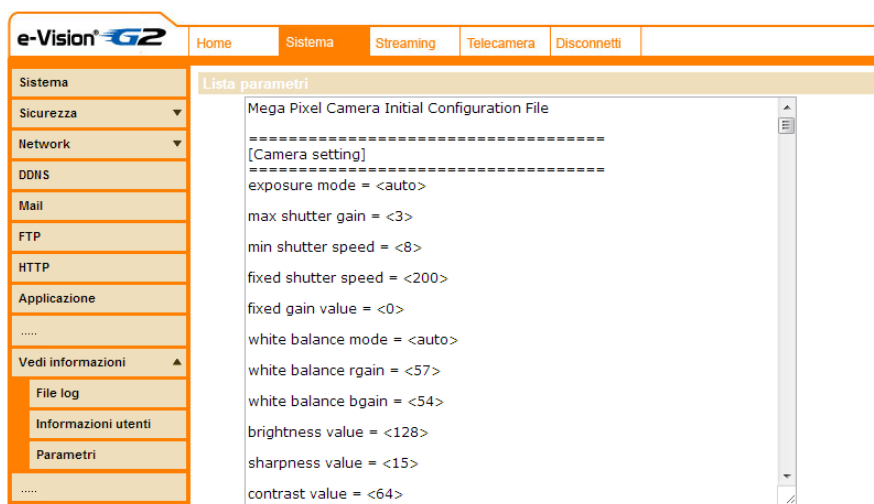 e-Vision® G2
Home Sistema Streaming Telecamera Disconnetti
Sistema
Sicurezza
Network
DDNS
Mail
FTP
HTTP
Applicazione
.....
Vedi informazioni
File log
Informazioni utenti
Parametri
.....
Lista parametri
Mega Pixel Camera Initial Configuration File
====================================
[Camera setting]
====================================
exposure mode = <auto>
max shutter gain = <3>
min shutter speed = <8>
fixed shutter speed = <200>
fixed gain value = <0>
white balance mode = <auto>
white balance rgain = <57>
white balance bgain = <54>
brightness value = <128>
sharpness value = <15>
contrast value = <64>